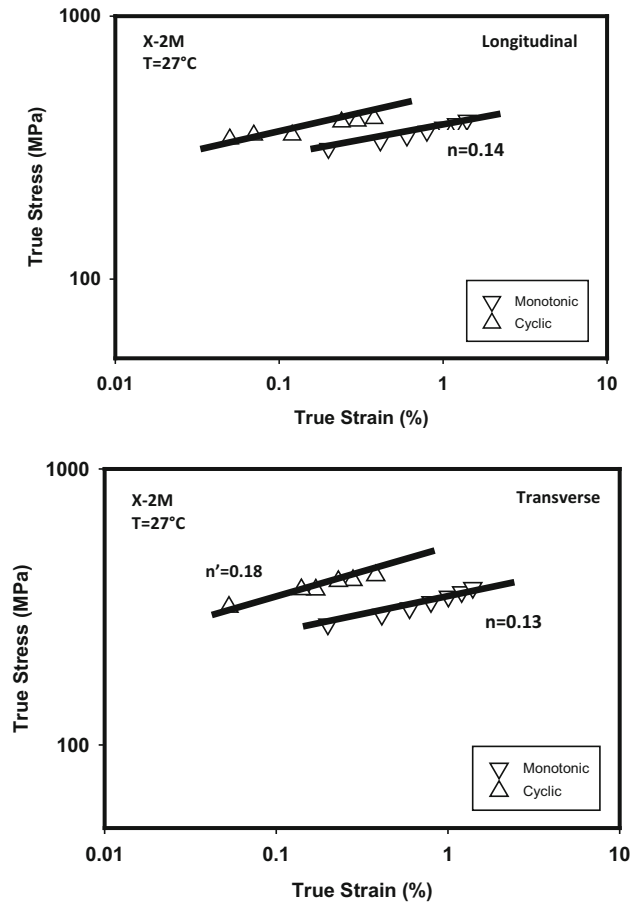 1000
X-2M
T=27°C
Longitudinal
n=0.14
True Stress (MPa)
100
Monotonic
Cyclic
0.01
0.1
1
10
True Strain (%)
1000
X-2M
T=27°C
Transverse
n’=0.18
n=0.13
True Stress (MPa)
100
Monotonic
Cyclic
0.01
0.1
1
10
True Strain (%)